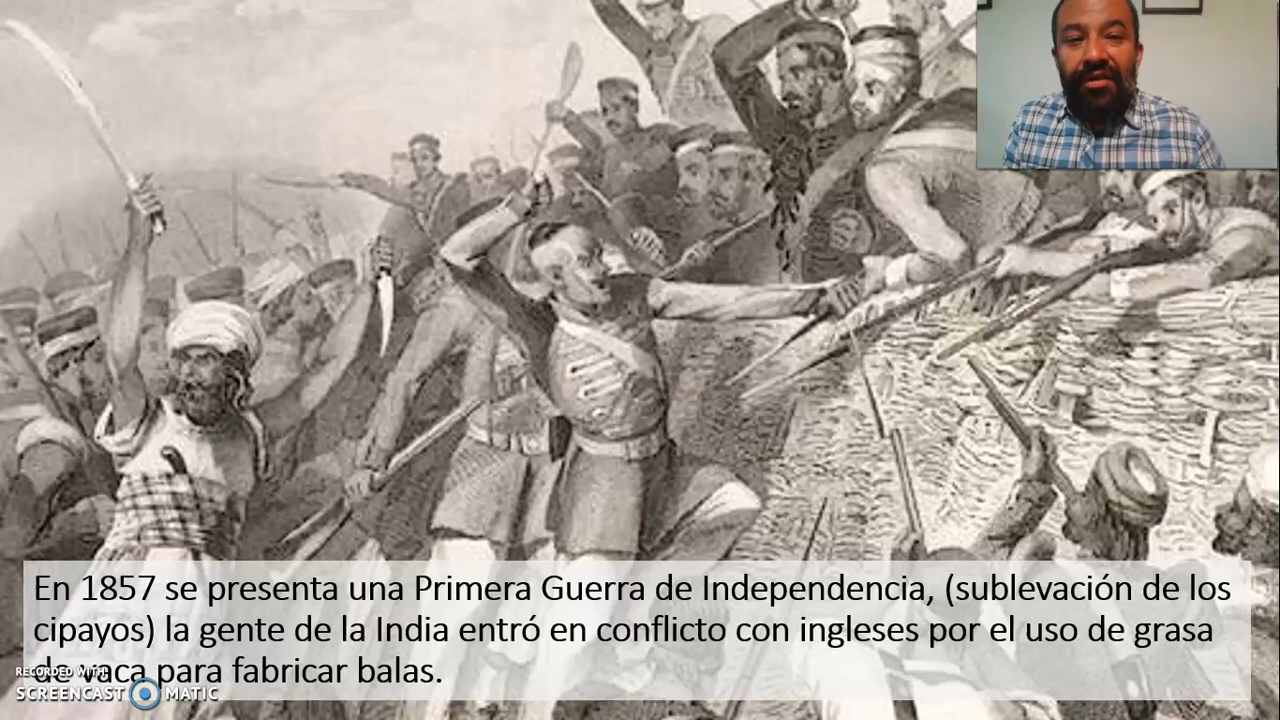 En 1857 se presenta una Primera Guerra de Independencia, (sublevación de los
cipayos) la gente de la India entró en conflicto con ingleses por el uso de grasa
de vaca para fabricar balas.
RECORDED WITH
SCREENCAST MATIC